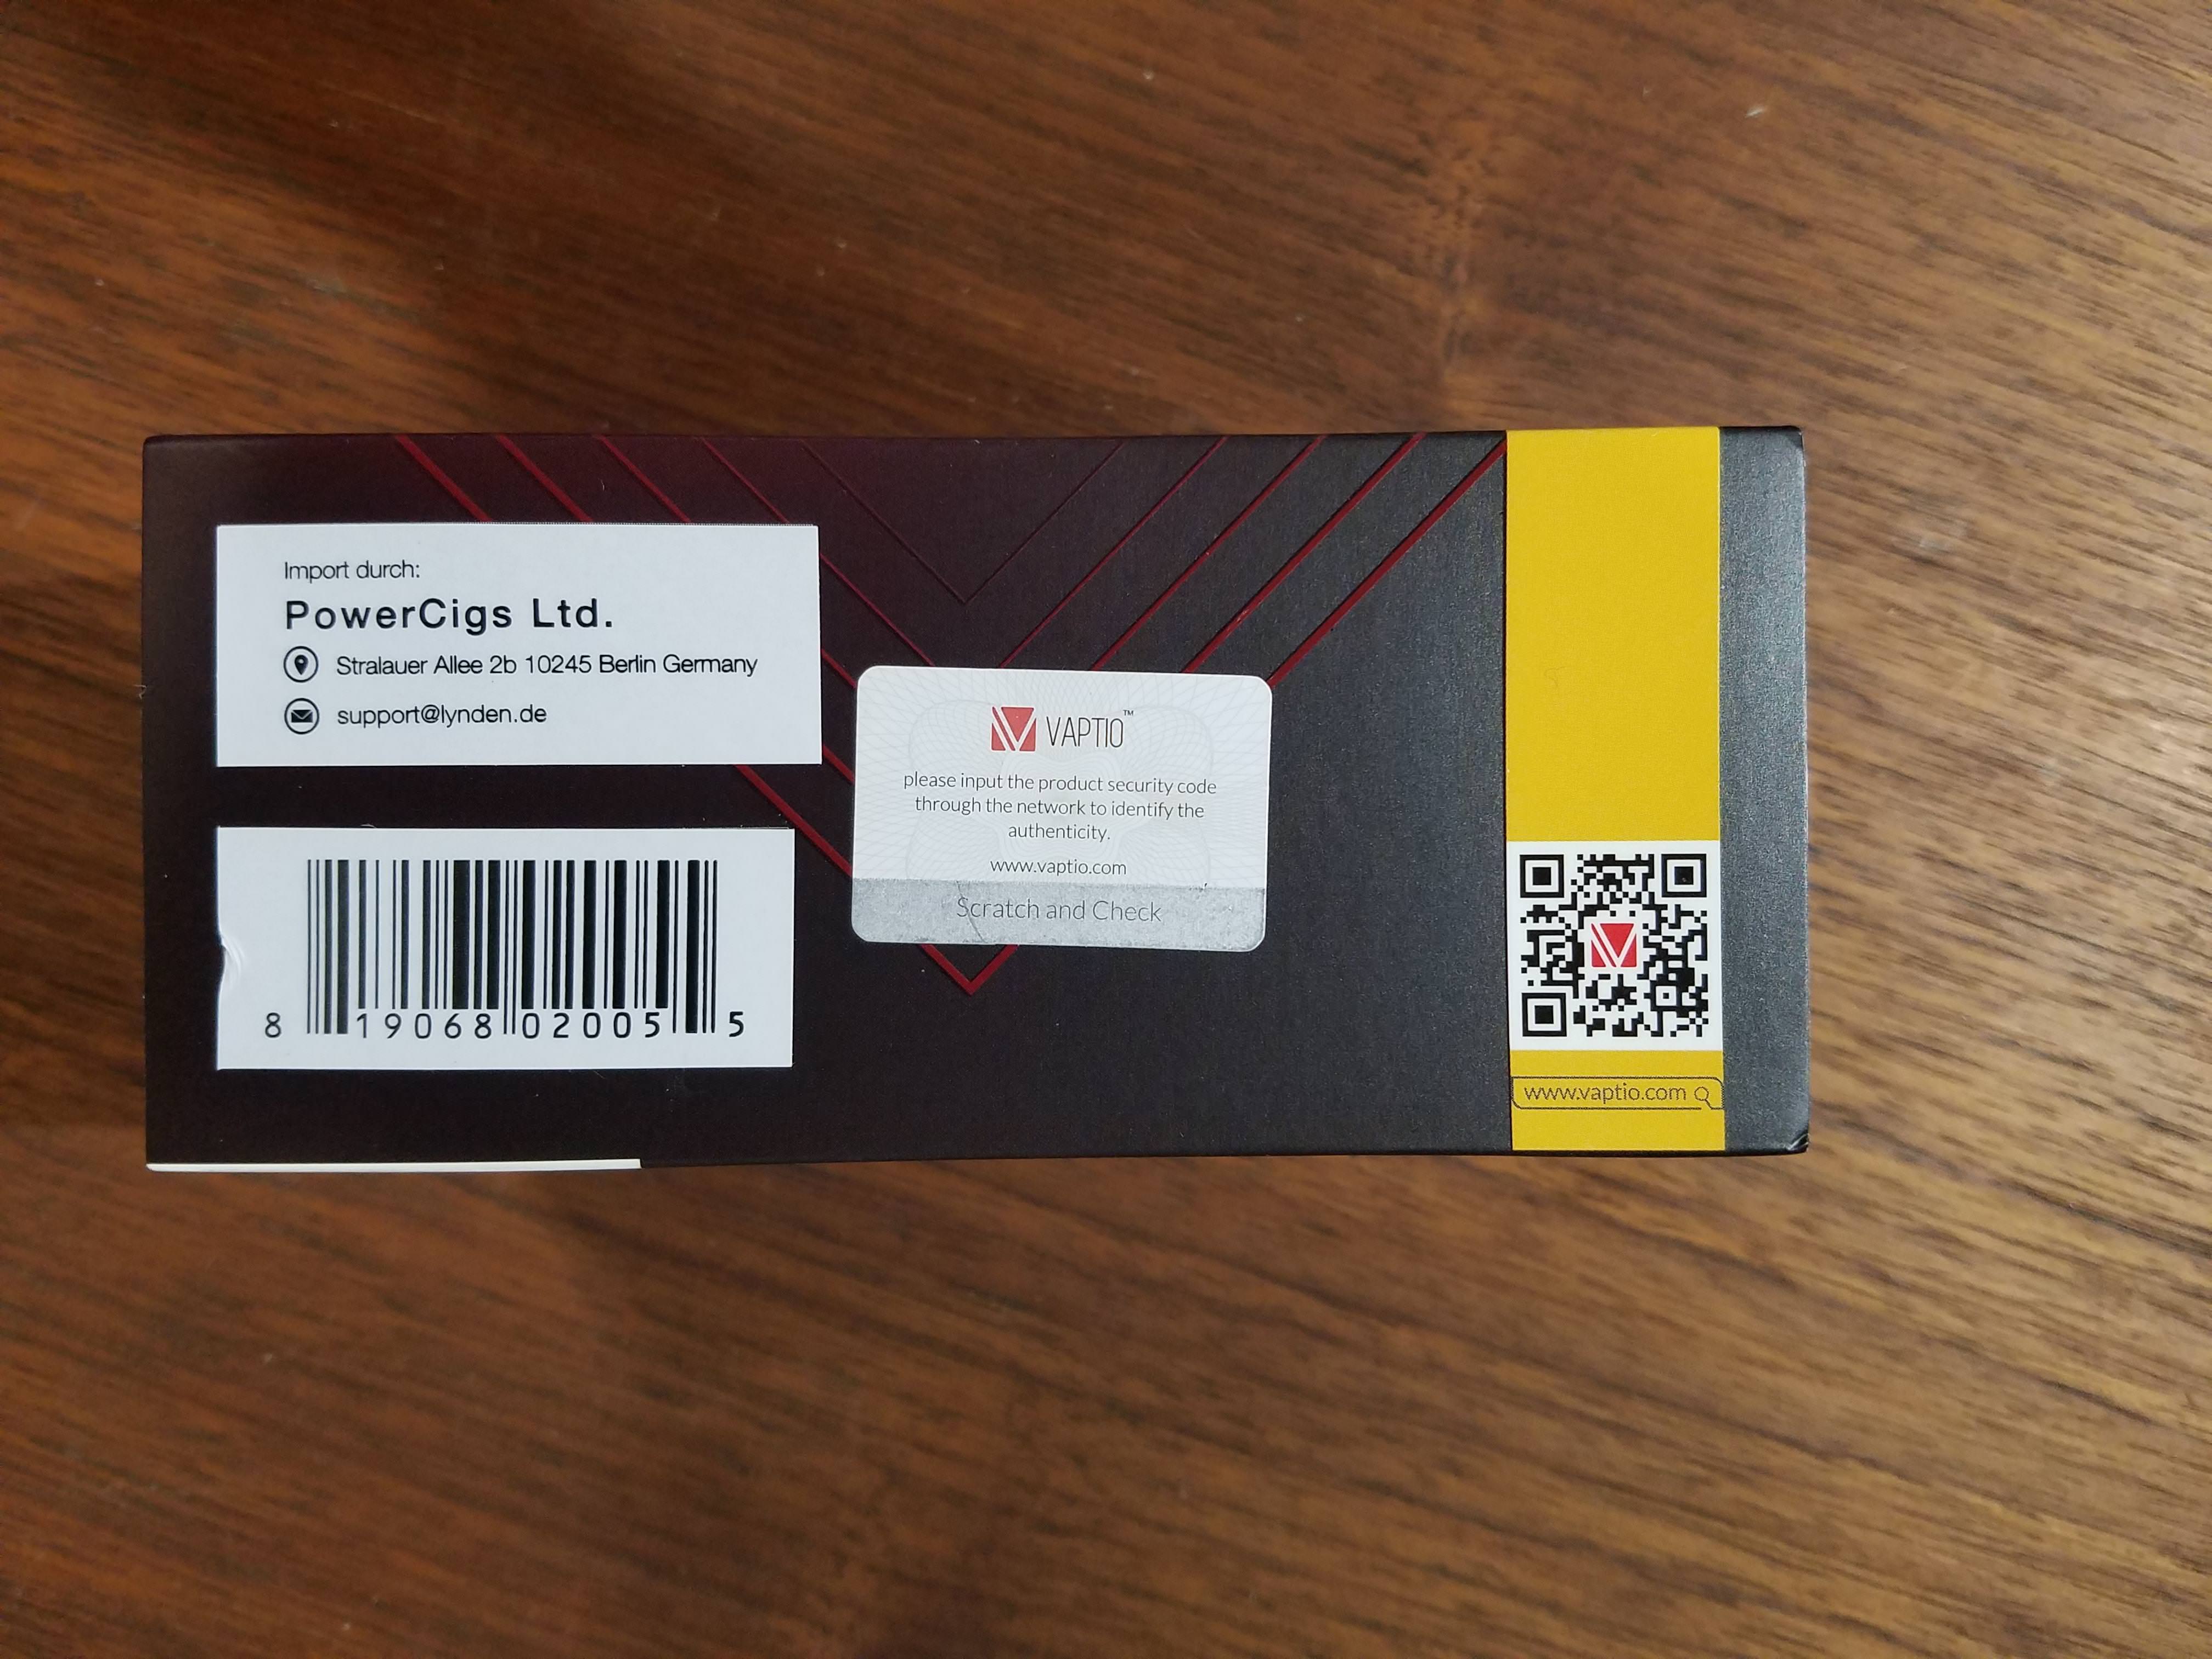 Import durch:
PowerCigs Ltd.
Stralauer Allee 2b 10245 Berlin Germany
support@lynden.de
8 19068 02005 5
VAPTIO™
please input the product security code
through the network to identify the
authenticity.
www.vaptio.com
Scratch and Check
www.vaptio.com